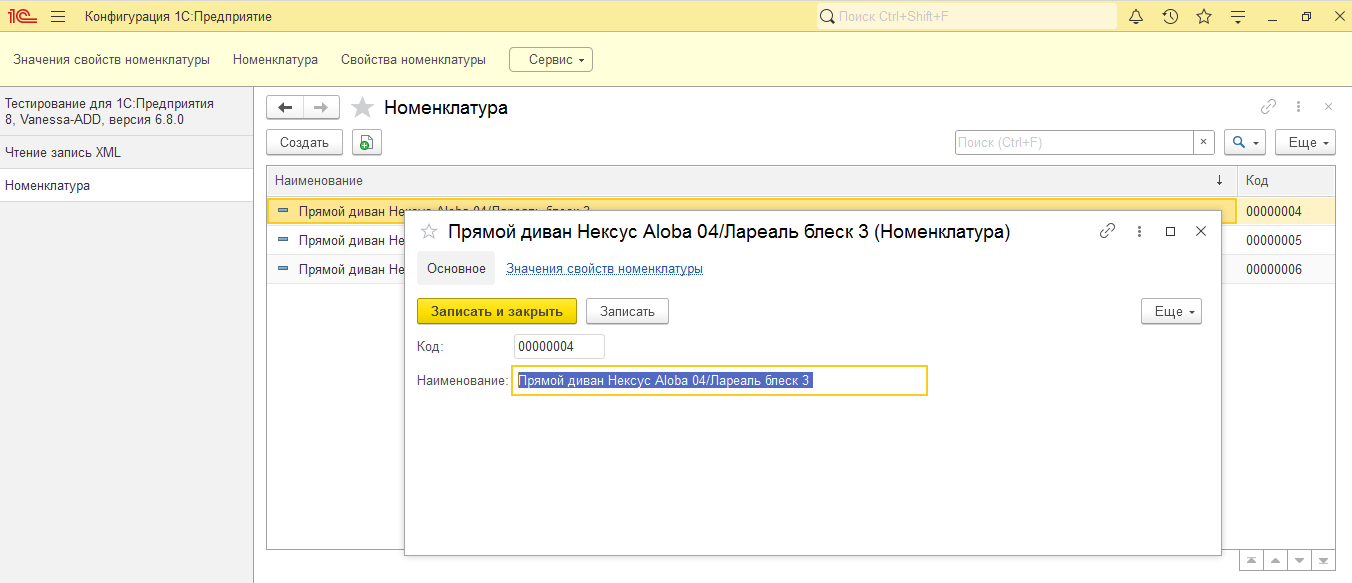 1С Конфигурация 1С:Предприятие Поиск Ctrl+Shift+F
Значения свойств номенклатуры Номенклатура Свойства номенклатуры Сервис
Тестирование для 1С:Предприятия
8, Vanessa-ADD, версия 6.8.0
Чтение запись XML
Номенклатура
Номенклатура
Создать Поиск (Ctrl+F) × Еще
Наименование ↓ Код
Прямой диван Нексус Aloba 04/Лареаль блеск 3 00000004
Прямой диван Не 00000005
Прямой диван Не 00000006
Прямой диван Нексус Aloba 04/Лареаль блеск 3 (Номенклатура)
Основное Значения свойств номенклатуры
Записать и закрыть Записать Еще
Код: 00000004
Наименование: Прямой диван Нексус Aloba 04/Лареаль блеск 3